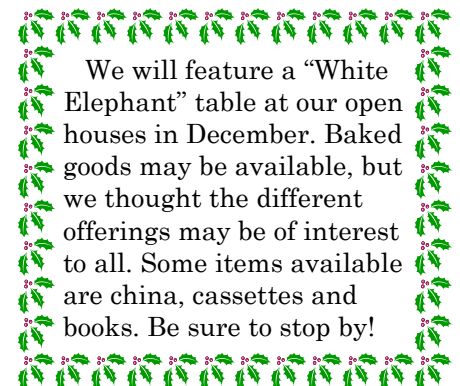 We will feature a “White
Elephant” table at our open
houses in December. Baked
goods may be available, but
we thought the different
offerings may be of interest
to all. Some items available
are china, cassettes and
books. Be sure to stop by!